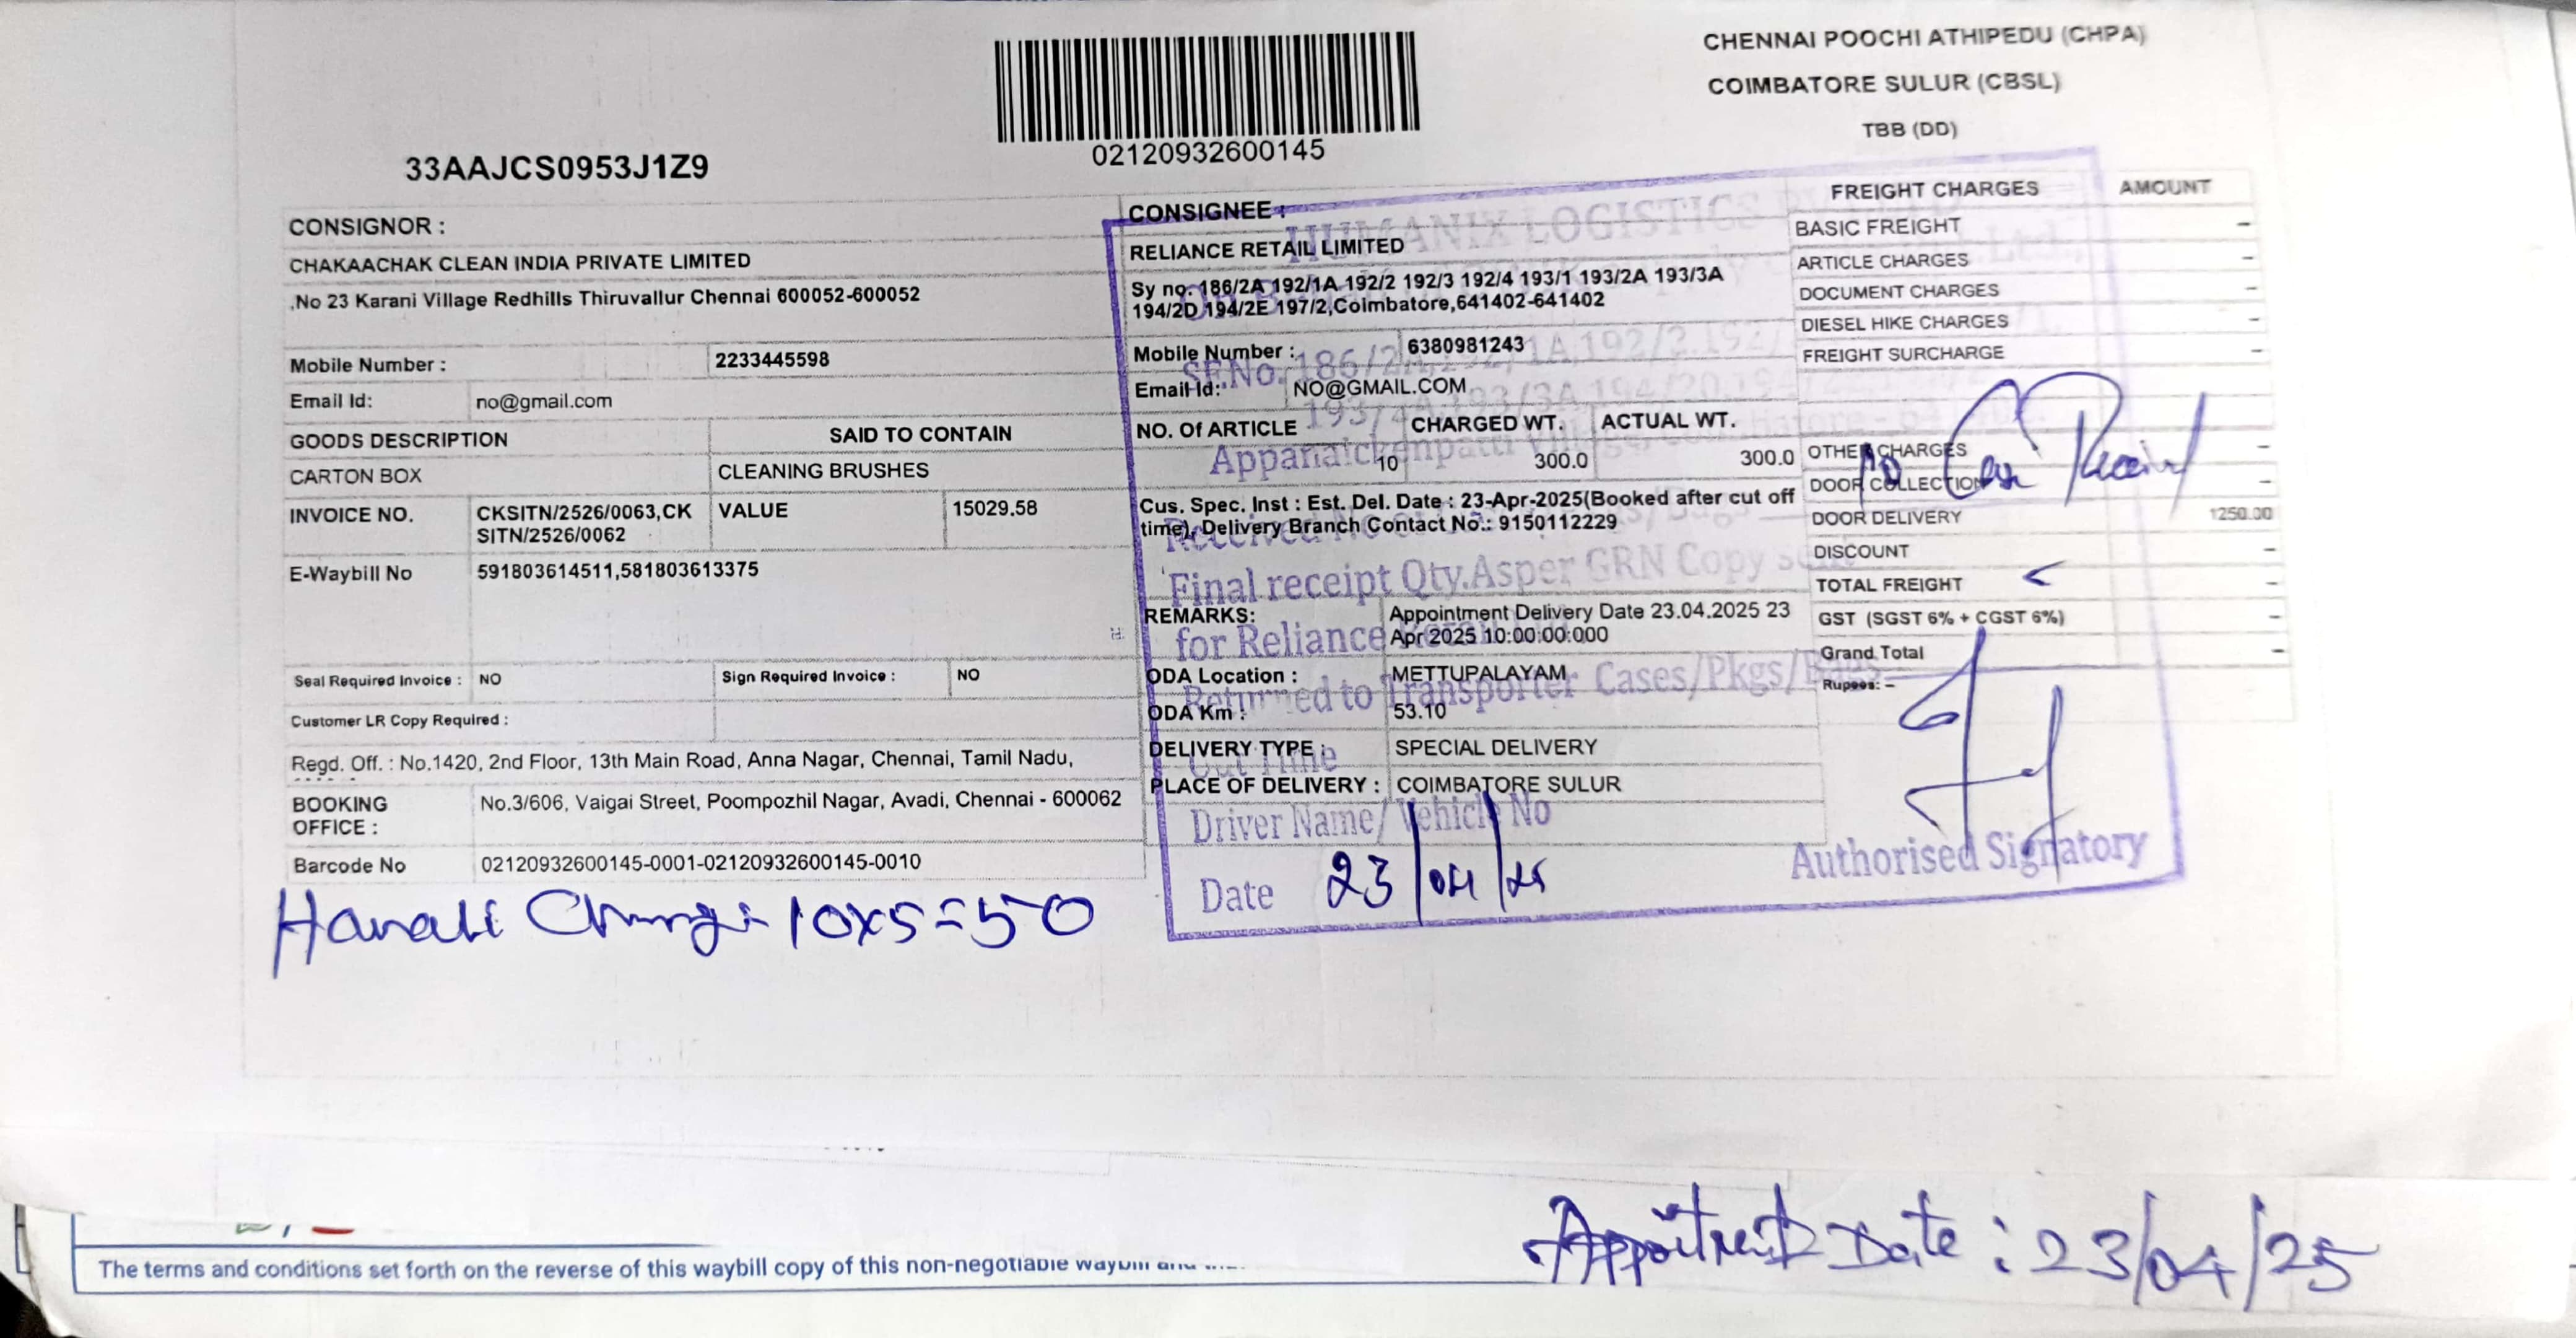 CHENNAI POOCHI ATHIPEDU (CHPA)
COIMBATORE SULUR (CBSL)
TBB (DD)
02120932600145
33AAJCS0953J1Z9
CONSIGNOR :
CHAKAACHAK CLEAN INDIA PRIVATE LIMITED
,No 23 Karani Village Redhills Thiruvallur Chennai 600052-600052
Mobile Number : 2233445598
Email Id: no@gmail.com
GOODS DESCRIPTION SAID TO CONTAIN
CARTON BOX CLEANING BRUSHES
INVOICE NO. CKSITN/2526/0063,CK VALUE 15029.58
SITN/2526/0062
E-Waybill No 591803614511,581803613375
Seal Required Invoice : NO Sign Required Invoice : NO
Customer LR Copy Required :
Regd. Off. : No.1420, 2nd Floor, 13th Main Road, Anna Nagar, Chennai, Tamil Nadu,
BOOKING No.3/606, Vaigai Street, Poompozhil Nagar, Avadi, Chennai - 600062
OFFICE :
Barcode No 02120932600145-0001-02120932600145-0010
10x5=50
CONSIGNEE :
RELIANCE RETAIL LIMITED
Sy no. 186/2A 192/1A 192/2 192/3 192/4 193/1 193/2A 193/3A
194/2D 194/2E 197/2,Coimbatore,641402-641402
Mobile Number : 6380981243
Email Id: NO@GMAIL.COM
NO. Of ARTICLE CHARGED WT. ACTUAL WT.
10 300.0 300.0
Cus. Spec. Inst : Est. Del. Date : 23-Apr-2025(Booked after cut off
time), Delivery Branch Contact No.: 9150112229
REMARKS: Appointment Delivery Date 23.04.2025 23
Apr 2025 10:00:00:000
ODA Location : METTUPALAYAM
ODA Km : 53.10
DELIVERY TYPE : SPECIAL DELIVERY
PLACE OF DELIVERY : COIMBATORE SULUR
FREIGHT CHARGES AMOUNT
BASIC FREIGHT -
ARTICLE CHARGES -
DOCUMENT CHARGES -
DIESEL HIKE CHARGES -
FREIGHT SURCHARGE -
OTHER CHARGES -
DOOR COLLECTION -
DOOR DELIVERY 1250.00
DISCOUNT -
TOTAL FREIGHT -
GST (SGST 6% + CGST 6%) -
Grand Total -
Rupees: -
HUMANIX LOGISTICS
Final receipt Qty.Asper GRN Copy
for Reliance
Returned to Transporter Cases/Pkgs/Bags
Driver Name/ Vehicle No
Date 23/04/25
Authorised Signatory
The terms and conditions set forth on the reverse of this waybill copy of this non-negotiable waybill
Date : 23/04/25